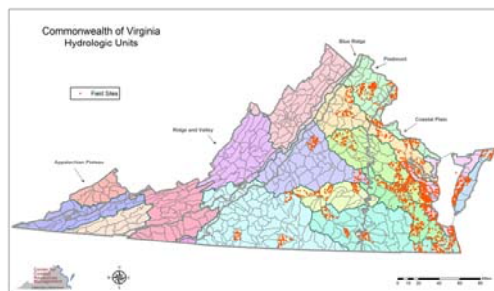 Commonwealth of Virginia
Hydrologic Units
Blue Ridge
Piedmont
Field Sites
Coastal Plain
Ridge and Valley
Appalachian Plateau